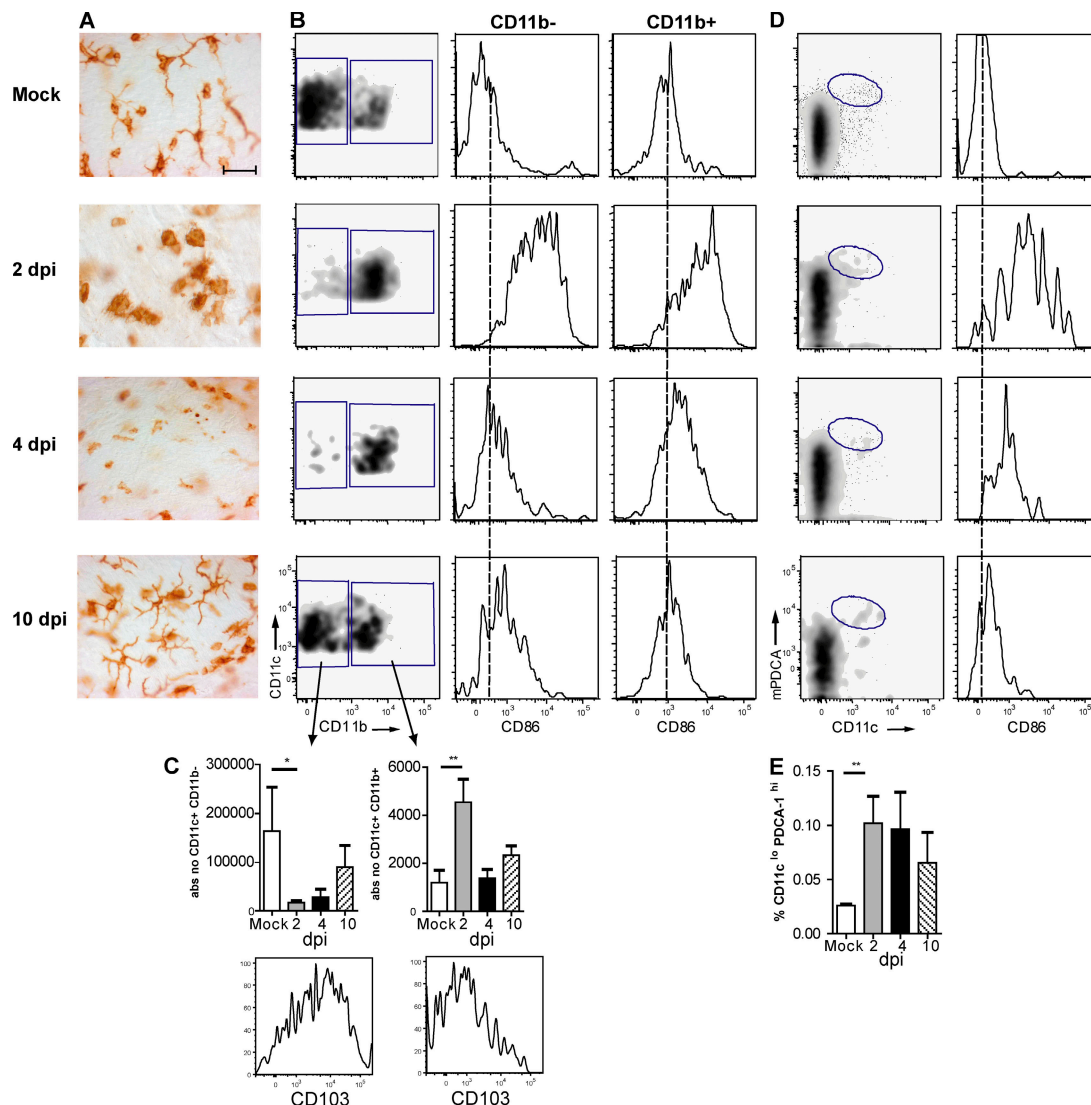 A
B
CD11b-
CD11b+
D
Mock
2 dpi
4 dpi
10 dpi
10⁵
10⁴
10³
0
CD11c
0 10³ 10⁴ 10⁵
CD11b
0 10³ 10⁴ 10⁵
CD86
0 10³ 10⁴ 10⁵
CD86
10⁵
10⁴
10³
0
mPDCA
0 10³ 10⁴ 10⁵
CD11c
0 10³ 10⁴ 10⁵
CD86
C
abs no CD11c+ CD11b-
300000
200000
100000
0
*
Mock 2 4 10
dpi
abs no CD11c+ CD11b+
6000
4000
2000
0
**
Mock 2 4 10
dpi
E
% CD11c lo PDCA-1 hi
0.15
0.10
0.05
0.00
**
Mock 2 4 10
dpi
100
80
60
40
20
0
0 10³ 10⁴ 10⁵
CD103
100
80
60
40
20
0
0 10³ 10⁴ 10⁵
CD103